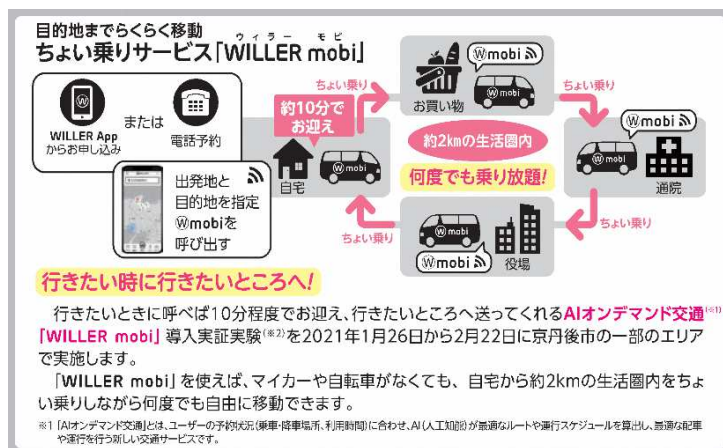 目的地までらくらく移動
ウィラー モビ
ちょい乗りサービス「WILLER mobi」
WILLER App
からお申し込み
または
電話予約
出発地と
目的地を指定
Ⓦmobiを
呼び出す
約10分で
お迎え
自宅
Ⓦmobi
ちょい乗り
お買い物
Ⓦmobi
Ⓦmobi
ちょい乗り
約2kmの生活圏内
何度でも乗り放題!
Ⓦmobi
Ⓦmobi
通院
ちょい乗り
Ⓦmobi
Ⓦmobi
役場
ちょい乗り
行きたい時に行きたいところへ!
行きたいときに呼べば10分程度でお迎え、行きたいところへ送ってくれるAIオンデマンド交通(※1)
「WILLER mobi」導入実証実験(※2)を2021年1月26日から2月22日に京丹後市の一部のエリア
で実施します。
「WILLER mobi」を使えば、マイカーや自転車がなくても、自宅から約2kmの生活圏内をちょ
い乗りしながら何度でも自由に移動できます。
※1「AIオンデマンド交通」とは、ユーザーの予約状況(乗車・降車場所、利用時間)に合わせ、AI(人工知能)が最適なルートや運行スケジュールを算出し、最適な配車
や運行を行う新しい交通サービスです。